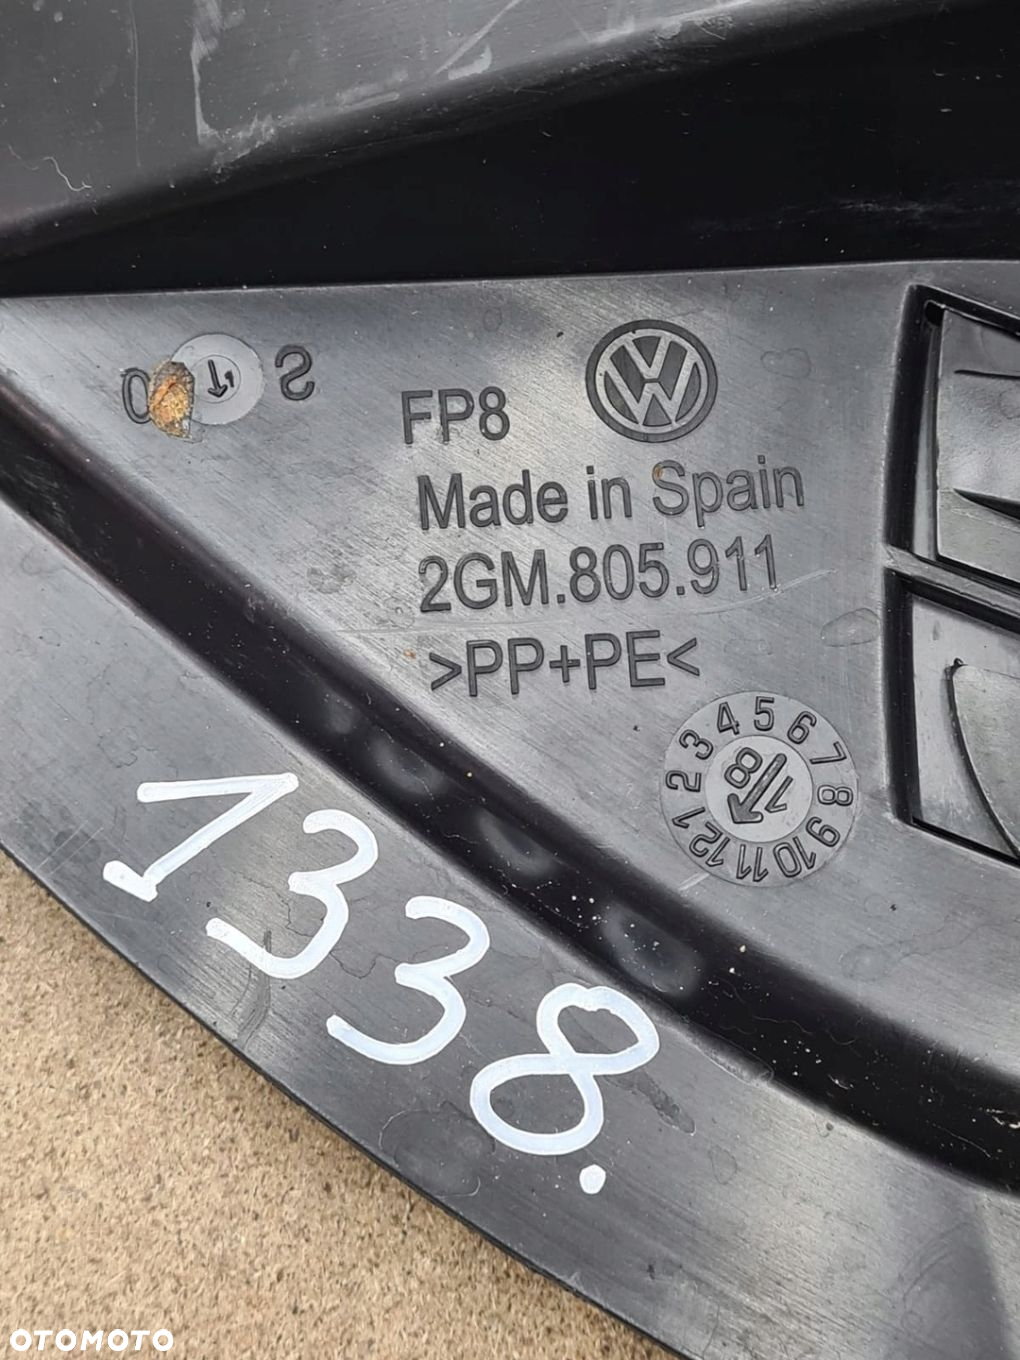 0 1 S
FP8
Made in Spain
2GM.805.911
>PP+PE<
1 2 3 4 5 6 7 8 9 10 11 12
18
1338.
OTOMOTO